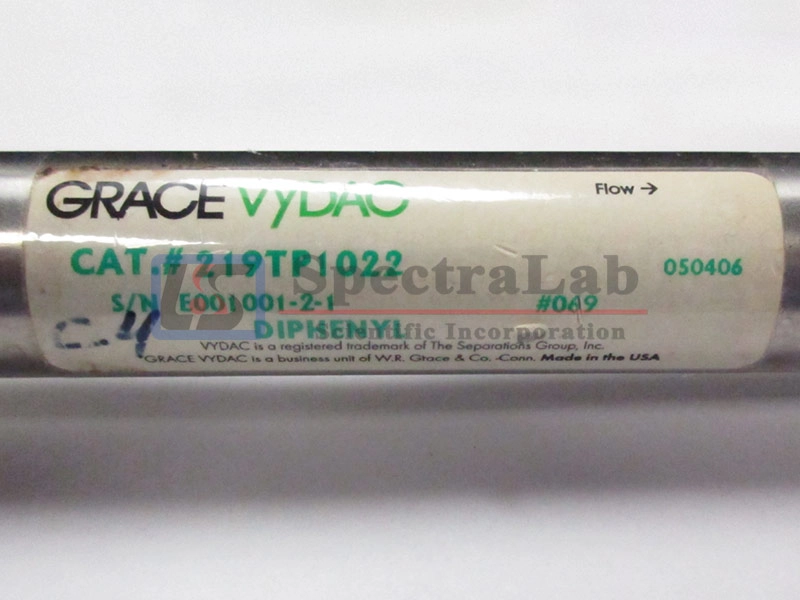 GRACE VYDAC
Flow →
CAT.# 219TP1022
050406
S/N E001001-2-1
#069
DIPHENYL
C-4
VYDAC is a registered trademark of The Separations Group, Inc.
GRACE VYDAC is a business unit of W.R. Grace & Co.-Conn. Made in the USA
LS SpectraLab
Scientific Incorporation